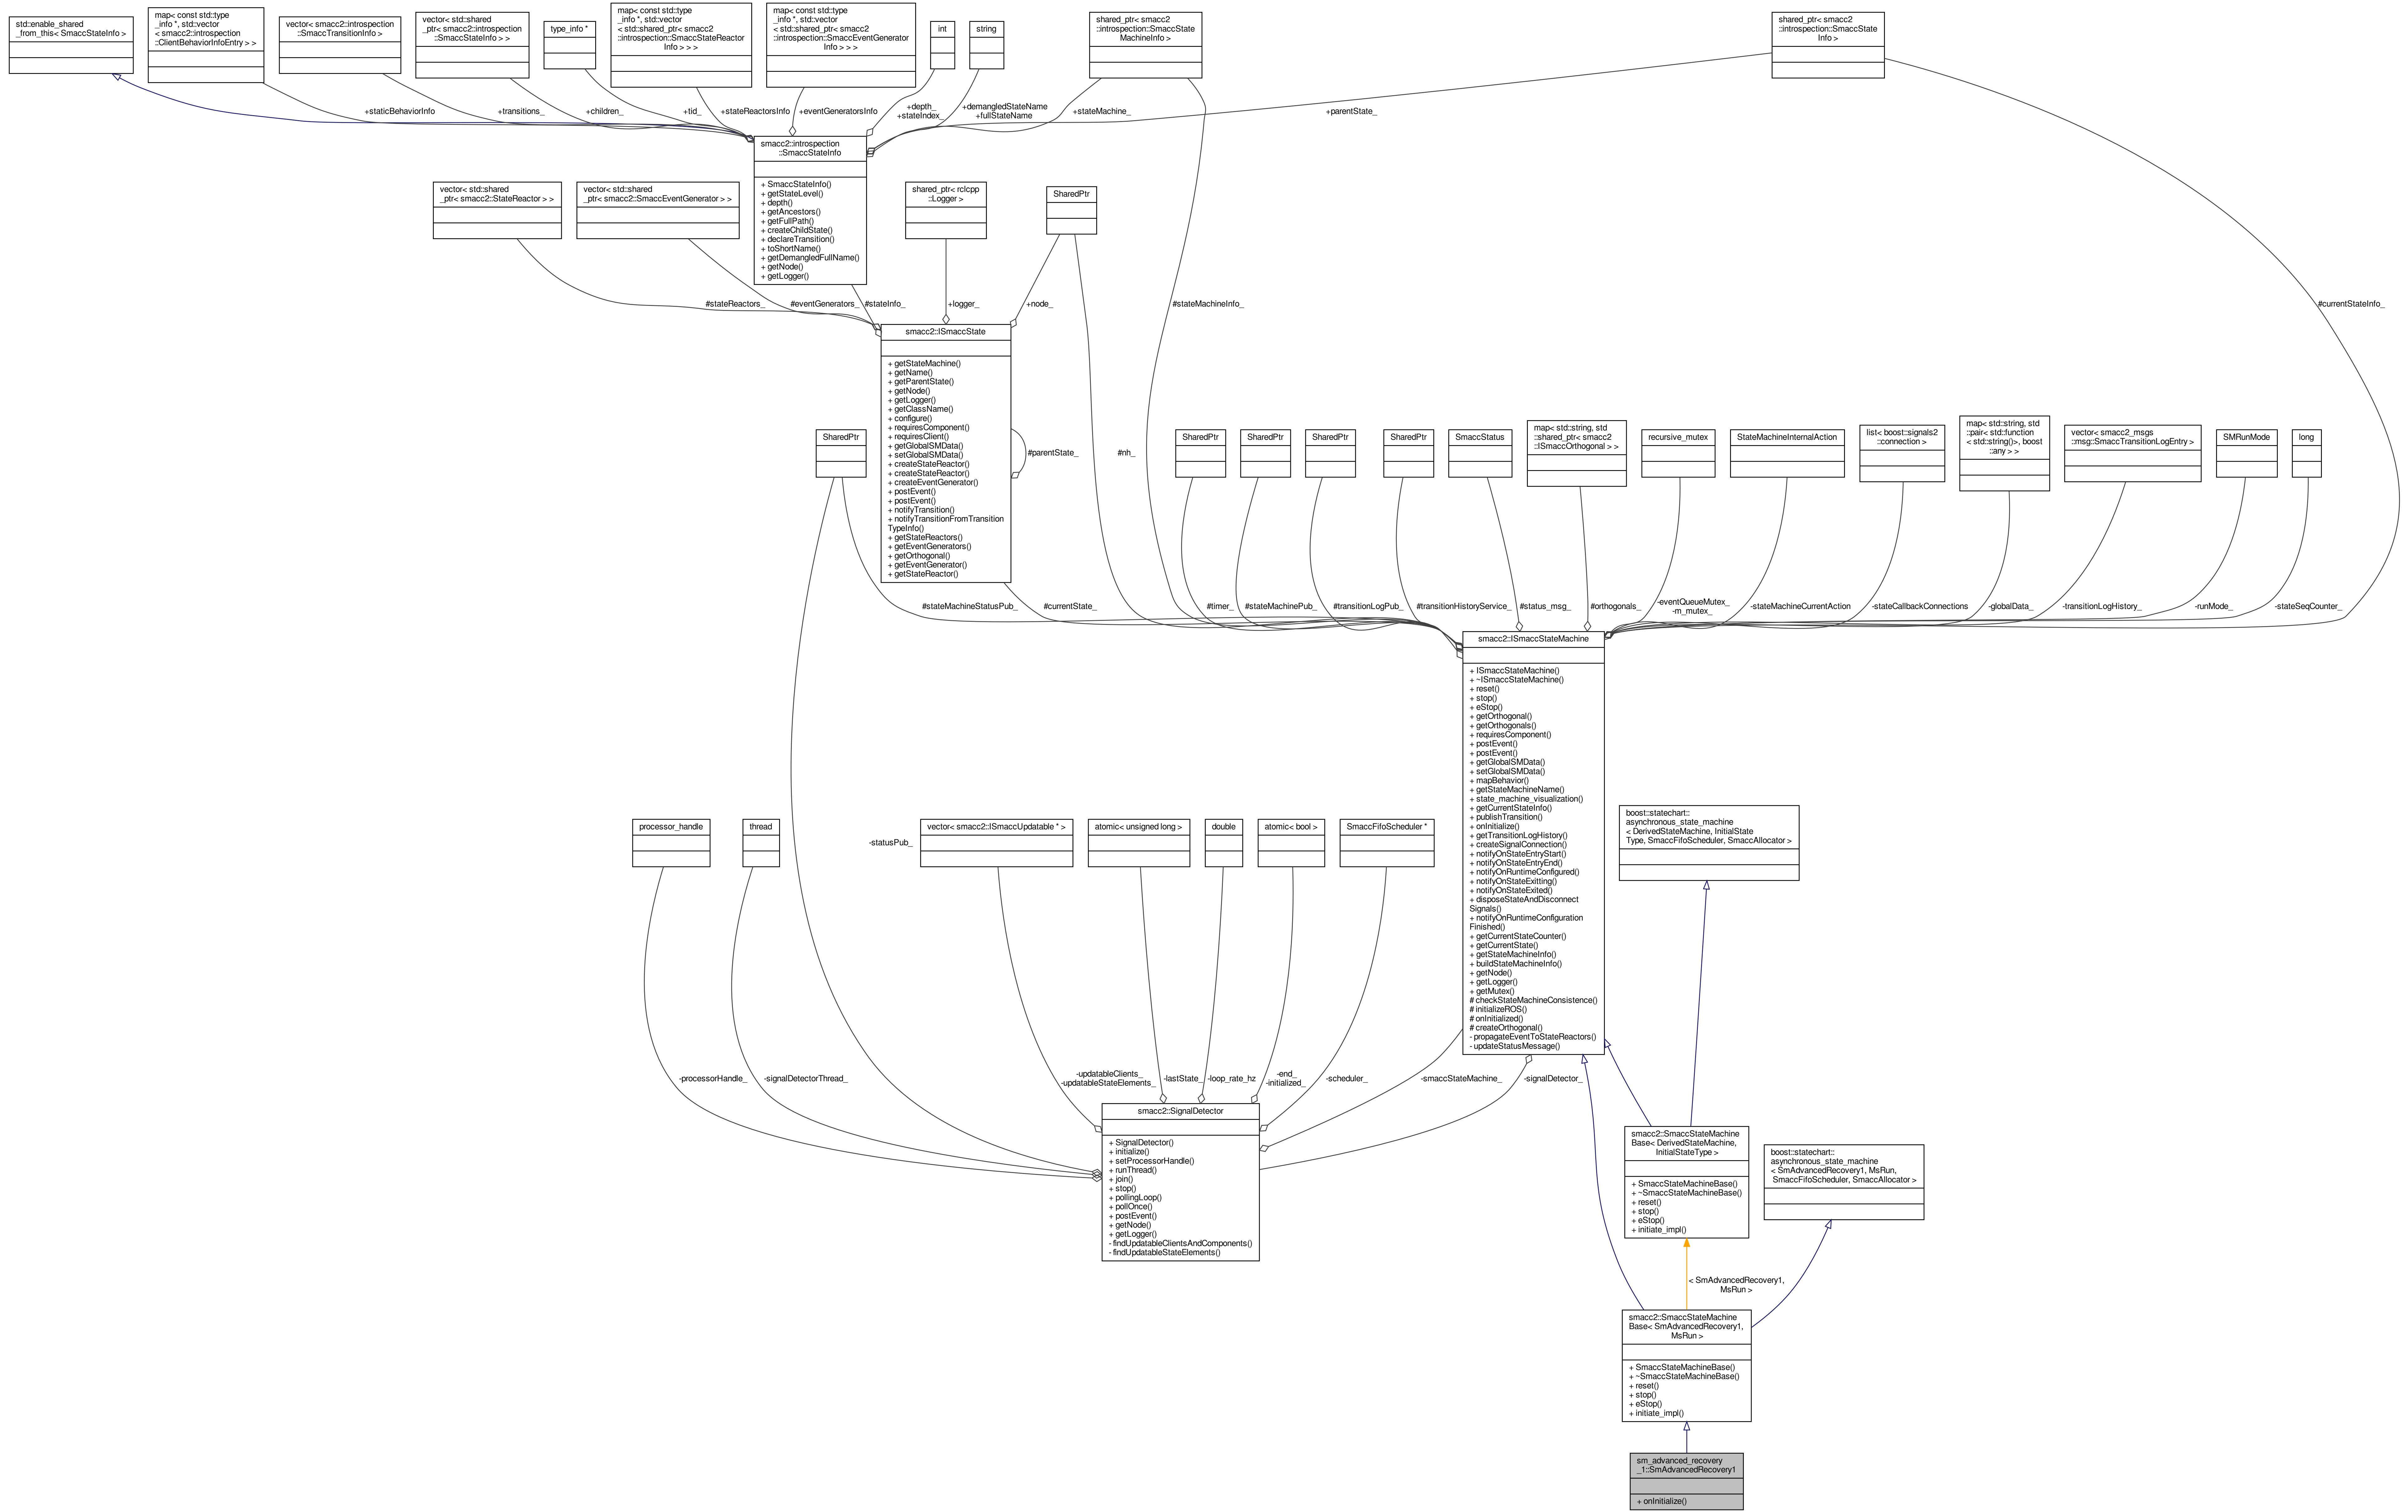 std::enable_shared
_from_this< SmaccStateInfo >
map< const std::type
_info *, std::vector
< smacc2::introspection
::ClientBehaviorInfoEntry > >
vector< smacc2::introspection
::SmaccTransitionInfo >
vector< std::shared
_ptr< smacc2::introspection
::SmaccStateInfo > >
type_info *
map< const std::type
_info *, std::vector
< std::shared_ptr< smacc2
::introspection::SmaccStateReactor
Info > > >
map< const std::type
_info *, std::vector
< std::shared_ptr< smacc2
::introspection::SmaccEventGenerator
Info > > >
int
string
shared_ptr< smacc2
::introspection::SmaccState
MachineInfo >
shared_ptr< smacc2
::introspection::SmaccState
Info >
+staticBehaviorInfo
+transitions_
+children_
+tid_
+stateReactorsInfo
+eventGeneratorsInfo
+depth_
+stateIndex_
+demangledStateName
+fullStateName
+stateMachine_
+parentState_
smacc2::introspection
::SmaccStateInfo
+ SmaccStateInfo()
+ getStateLevel()
+ depth()
+ getAncestors()
+ getFullPath()
+ createChildState()
+ declareTransition()
+ toShortName()
+ getDemangledFullName()
+ getNode()
+ getLogger()
vector< std::shared
_ptr< smacc2::StateReactor > >
vector< std::shared
_ptr< smacc2::SmaccEventGenerator > >
shared_ptr< rclcpp
::Logger >
SharedPtr
#stateReactors_
#eventGenerators_
#stateInfo_
+logger_
+node_
#stateMachineInfo_
#currentStateInfo_
smacc2::ISmaccState
+ getStateMachine()
+ getName()
+ getParentState()
+ getNode()
+ getLogger()
+ getClassName()
+ configure()
+ requiresComponent()
+ requiresClient()
+ getGlobalSMData()
+ setGlobalSMData()
+ createStateReactor()
+ createStateReactor()
+ createEventGenerator()
+ postEvent()
+ postEvent()
+ notifyTransition()
+ notifyTransitionFromTransition
TypeInfo()
+ getStateReactors()
+ getEventGenerators()
+ getOrthogonal()
+ getEventGenerator()
+ getStateReactor()
#parentState_
#nh_
SharedPtr
SharedPtr
SharedPtr
SharedPtr
SharedPtr
SmaccStatus
map< std::string, std
::shared_ptr< smacc2
::ISmaccOrthogonal > >
recursive_mutex
StateMachineInternalAction
list< boost::signals2
::connection >
map< std::string, std
::pair< std::function
< std::string()>, boost
::any > >
vector< smacc2_msgs
::msg::SmaccTransitionLogEntry >
SMRunMode
long
#stateMachineStatusPub_
#currentState_
#timer_
#stateMachinePub_
#transitionLogPub_
#transitionHistoryService_
#status_msg_
#orthogonals_
-eventQueueMutex_
-m_mutex_
-stateMachineCurrentAction
-stateCallbackConnections
-globalData_
-transitionLogHistory_
-runMode_
-stateSeqCounter_
smacc2::ISmaccStateMachine
+ ISmaccStateMachine()
+ ~ISmaccStateMachine()
+ reset()
+ stop()
+ eStop()
+ getOrthogonal()
+ getOrthogonals()
+ requiresComponent()
+ postEvent()
+ postEvent()
+ getGlobalSMData()
+ setGlobalSMData()
+ mapBehavior()
+ getStateMachineName()
+ state_machine_visualization()
+ getCurrentStateInfo()
+ publishTransition()
+ onInitialize()
+ getTransitionLogHistory()
+ createSignalConnection()
+ notifyOnStateEntryStart()
+ notifyOnStateEntryEnd()
+ notifyOnRuntimeConfigured()
+ notifyOnStateExitting()
+ notifyOnStateExited()
+ disposeStateAndDisconnect
Signals()
+ notifyOnRuntimeConfiguration
Finished()
+ getCurrentStateCounter()
+ getCurrentState()
+ getStateMachineInfo()
+ buildStateMachineInfo()
+ getNode()
+ getLogger()
+ getMutex()
# checkStateMachineConsistence()
# initializeROS()
# onInitialized()
# createOrthogonal()
- propagateEventToStateReactors()
- updateStatusMessage()
processor_handle
thread
-statusPub_
vector< smacc2::ISmaccUpdatable * >
atomic< unsigned long >
double
atomic< bool >
SmaccFifoScheduler *
boost::statechart::
asynchronous_state_machine
< DerivedStateMachine, InitialState
Type, SmaccFifoScheduler, SmaccAllocator >
-processorHandle_
-signalDetectorThread_
-updatableClients_
-updatableStateElements_
-lastState_
-loop_rate_hz
-end_
-initialized_
-scheduler_
-smaccStateMachine_
-signalDetector_
smacc2::SignalDetector
+ SignalDetector()
+ initialize()
+ setProcessorHandle()
+ runThread()
+ join()
+ stop()
+ pollingLoop()
+ pollOnce()
+ postEvent()
+ getNode()
+ getLogger()
- findUpdatableClientsAndComponents()
- findUpdatableStateElements()
smacc2::SmaccStateMachine
Base< DerivedStateMachine,
InitialStateType >
+ SmaccStateMachineBase()
+ ~SmaccStateMachineBase()
+ reset()
+ stop()
+ eStop()
+ initiate_impl()
boost::statechart::
asynchronous_state_machine
< SmAdvancedRecovery1, MsRun,
SmaccFifoScheduler, SmaccAllocator >
< SmAdvancedRecovery1,
MsRun >
smacc2::SmaccStateMachine
Base< SmAdvancedRecovery1,
MsRun >
+ SmaccStateMachineBase()
+ ~SmaccStateMachineBase()
+ reset()
+ stop()
+ eStop()
+ initiate_impl()
sm_advanced_recovery
_1::SmAdvancedRecovery1
+ onInitialize()